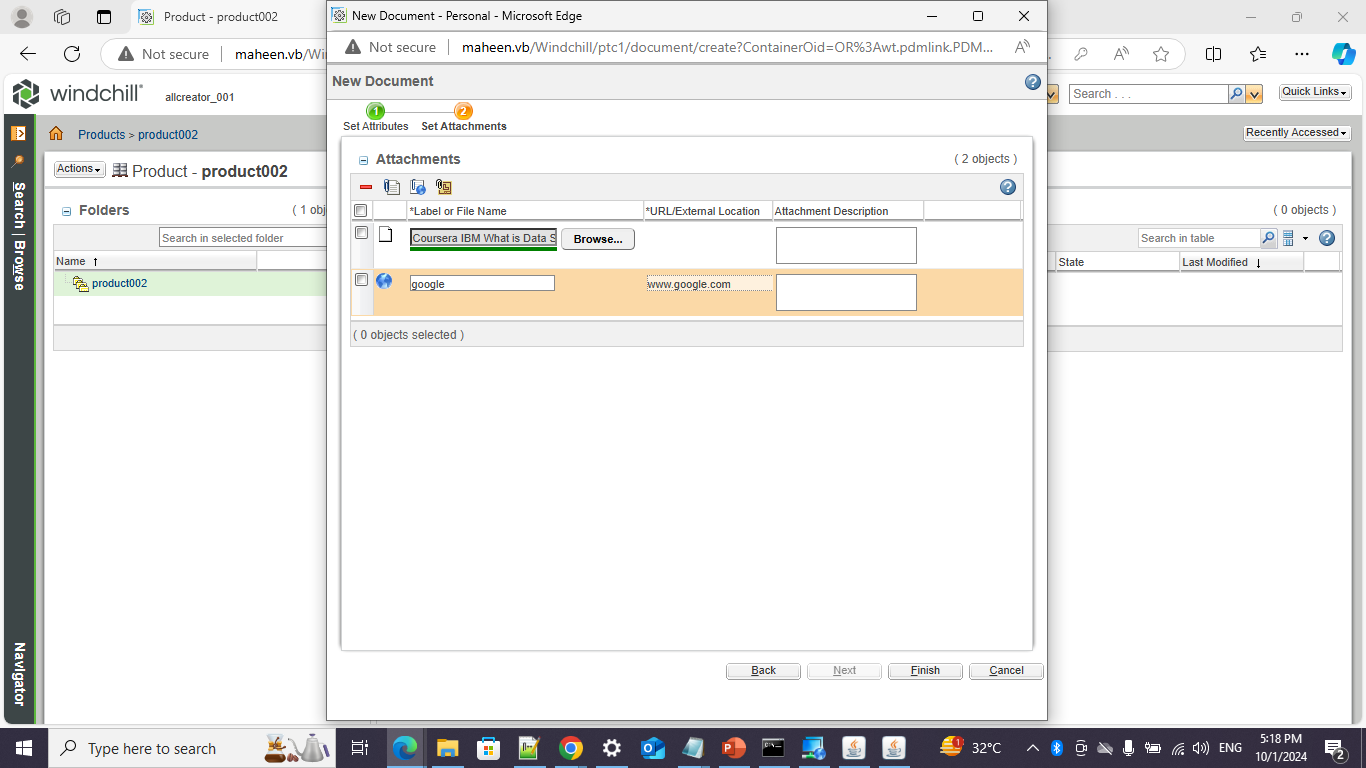 Product - product002
New Document - Personal - Microsoft Edge
Not secure
maheen.vb/Wi
Not secure
maheen.vb/Windchill/ptc1/document/create?ContainerOid=OR%3Awt.pdmlink.PDM...
windchill
allcreator_001
Search . . .
Quick Links
Products > product002
Recently Accessed
Actions
Product - product002
Search | Browse
Navigator
Folders
( 1 obj
Search in selected folder
Name
product002
New Document
1
2
Set Attributes
Set Attachments
Attachments
( 2 objects )
*Label or File Name
*URL/External Location
Attachment Description
Coursera IBM What is Data S
Browse...
google
www.google.com
( 0 objects selected )
Back
Next
Finish
Cancel
( 0 objects )
Search in table
State
Last Modified
Type here to search
1
32°C
ENG
5:18 PM
10/1/2024
2